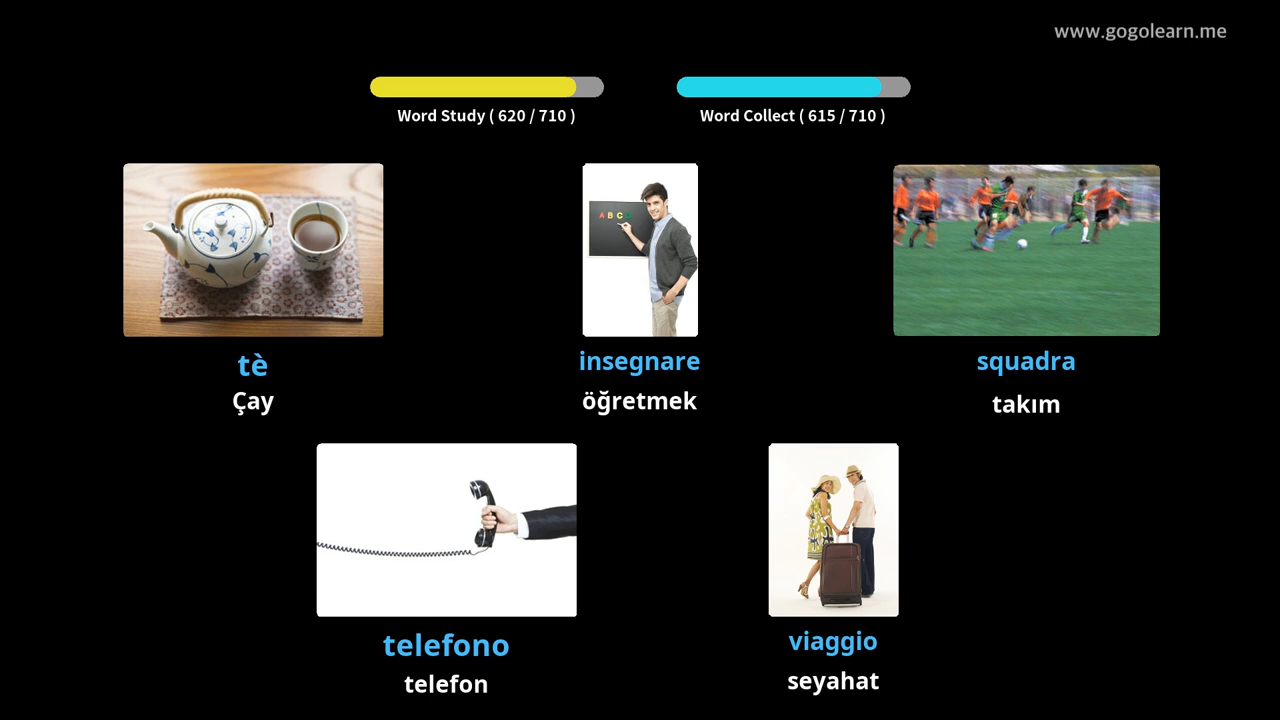 www.gogolearn.me
Word Study ( 620 / 710 )
Word Collect ( 615 / 710 )
A B C D
tè
Çay
insegnare
öğretmek
squadra
takım
telefono
telefon
viaggio
seyahat